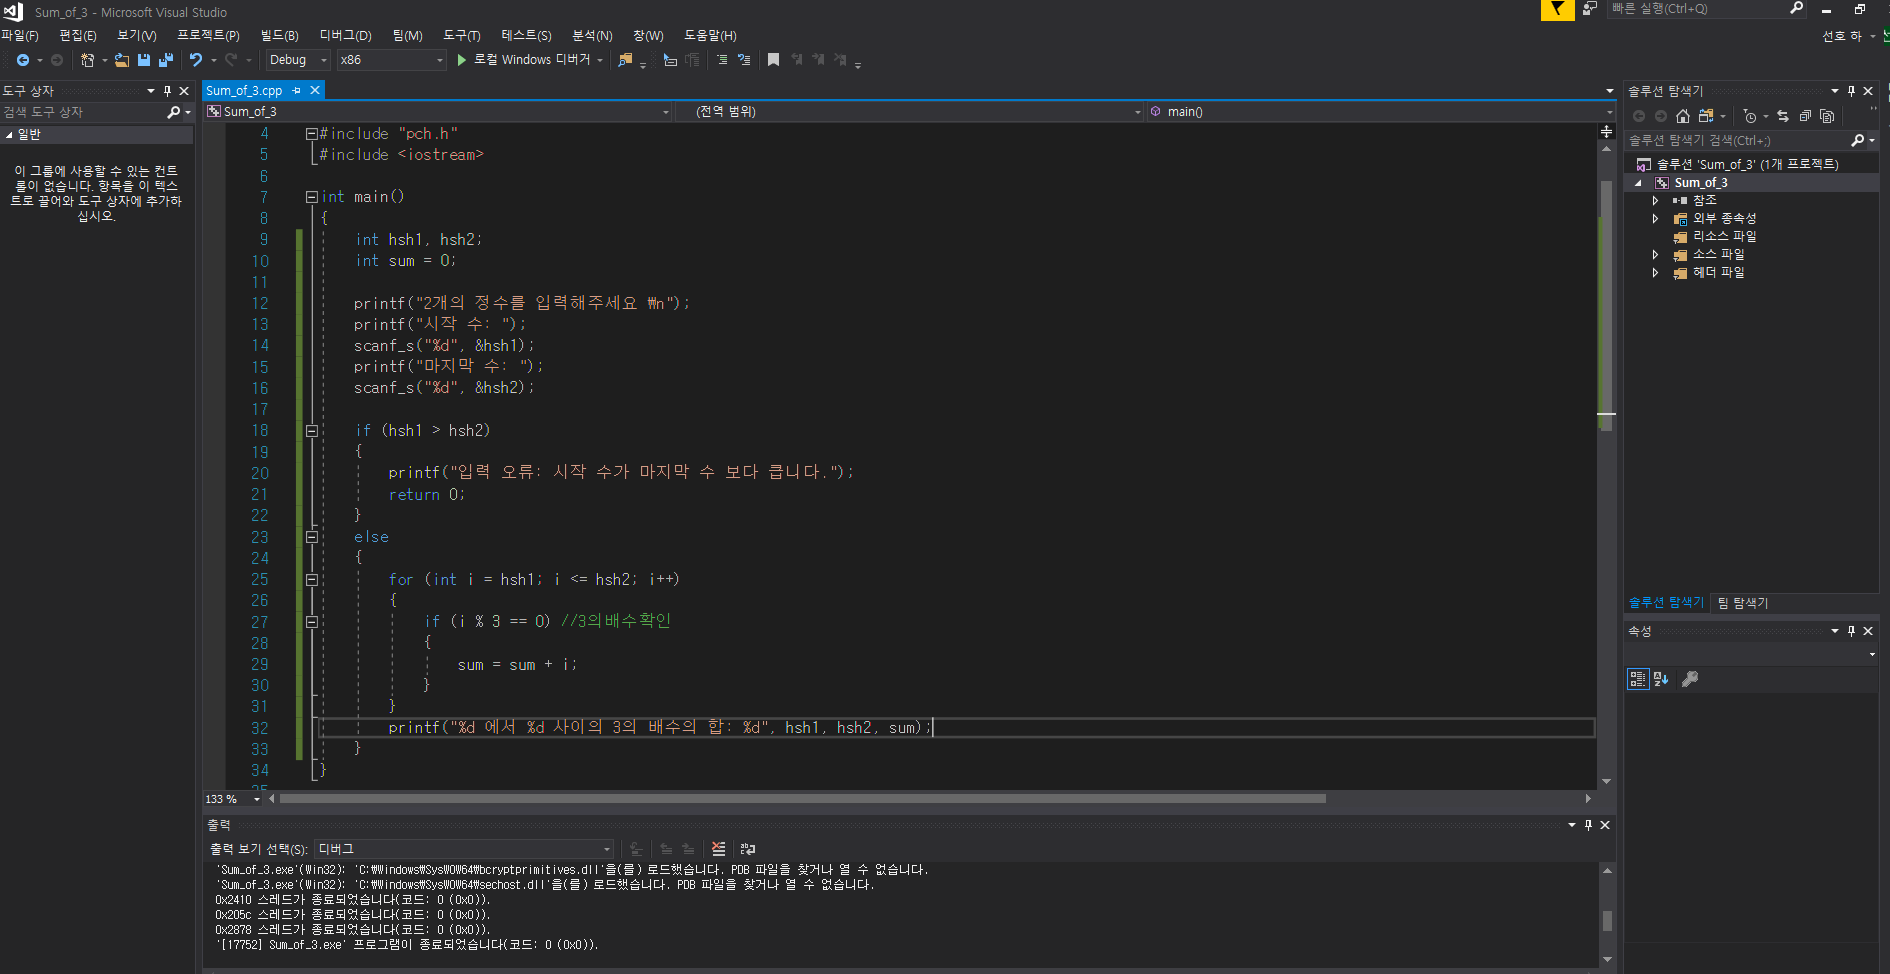 Sum_of_3 - Microsoft Visual Studio
빠른 실행(Ctrl+Q)
파일(F) 편집(E) 보기(V) 프로젝트(P) 빌드(B) 디버그(D) 팀(M) 도구(T) 테스트(S) 분석(N) 창(W) 도움말(H)
선호 하
Debug x86 로컬 Windows 디버거
도구 상자
검색 도구 상자
일반
이 그룹에 사용할 수 있는 컨트
롤이 없습니다. 항목을 이 텍스
트로 끌어와 도구 상자에 추가하
십시오.
Sum_of_3.cpp
Sum_of_3 (전역 범위) main()
4 #include "pch.h"
5 #include <iostream>
6
7 int main()
8 {
9 int hsh1, hsh2;
10 int sum = 0;
11
12 printf("2개의 정수를 입력해주세요 ₩n");
13 printf("시작 수: ");
14 scanf_s("%d", &hsh1);
15 printf("마지막 수: ");
16 scanf_s("%d", &hsh2);
17
18 if (hsh1 > hsh2)
19 {
20 printf("입력 오류: 시작 수가 마지막 수 보다 큽니다.");
21 return 0;
22 }
23 else
24 {
25 for (int i = hsh1; i <= hsh2; i++)
26 {
27 if (i % 3 == 0) //3의배수확인
28 {
29 sum = sum + i;
30 }
31 }
32 printf("%d 에서 %d 사이의 3의 배수의 합: %d", hsh1, hsh2, sum);
33 }
34 }
133 %
출력
출력 보기 선택(S): 디버그
'Sum_of_3.exe'(Win32): 'C:₩Windows₩SysWOW64₩bcryptprimitives.dll'을(를) 로드했습니다. PDB 파일을 찾거나 열 수 없습니다.
'Sum_of_3.exe'(Win32): 'C:₩Windows₩SysWOW64₩sechost.dll'을(를) 로드했습니다. PDB 파일을 찾거나 열 수 없습니다.
0x2410 스레드가 종료되었습니다(코드: 0 (0x0)).
0x205c 스레드가 종료되었습니다(코드: 0 (0x0)).
0x2878 스레드가 종료되었습니다(코드: 0 (0x0)).
'[17752] Sum_of_3.exe' 프로그램이 종료되었습니다(코드: 0 (0x0)).
솔루션 탐색기
솔루션 탐색기 검색(Ctrl+;)
솔루션 'Sum_of_3' (1개 프로젝트)
Sum_of_3
참조
외부 종속성
리소스 파일
소스 파일
헤더 파일
솔루션 탐색기 팀 탐색기
속성